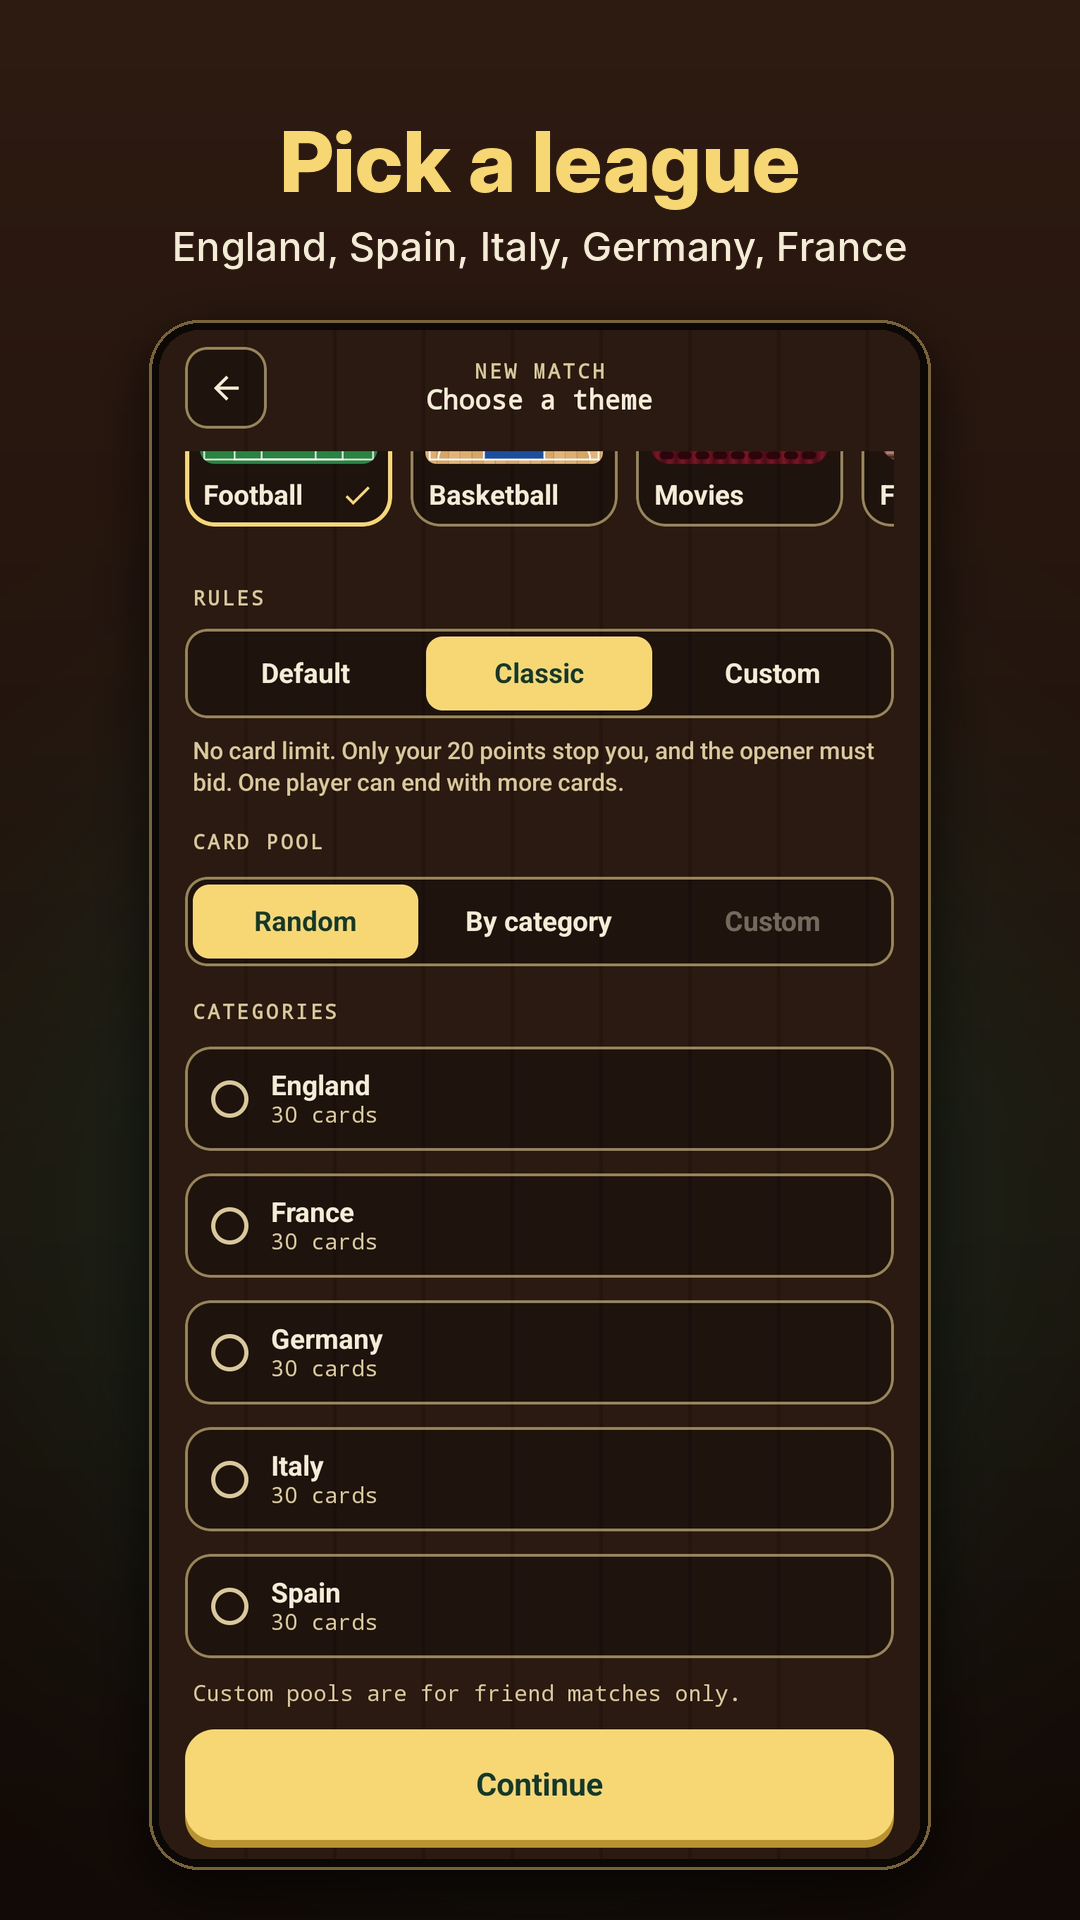 Pick a league
England, Spain, Italy, Germany, France
NEW MATCH
Choose a theme
Football
Basketball
Movies
F
RULES
Default
Classic
Custom
No card limit. Only your 20 points stop you, and the opener must
bid. One player can end with more cards.
CARD POOL
Random
By category
Custom
CATEGORIES
England
30 cards
France
30 cards
Germany
30 cards
Italy
30 cards
Spain
30 cards
Custom pools are for friend matches only.
Continue